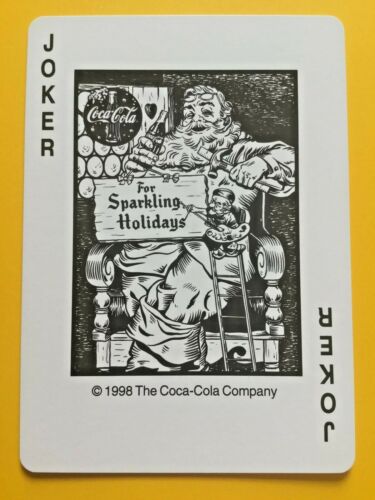 JOKER
Coca-Cola
For
Sparkling
Holidays
© 1998 The Coca-Cola Company
JOKER